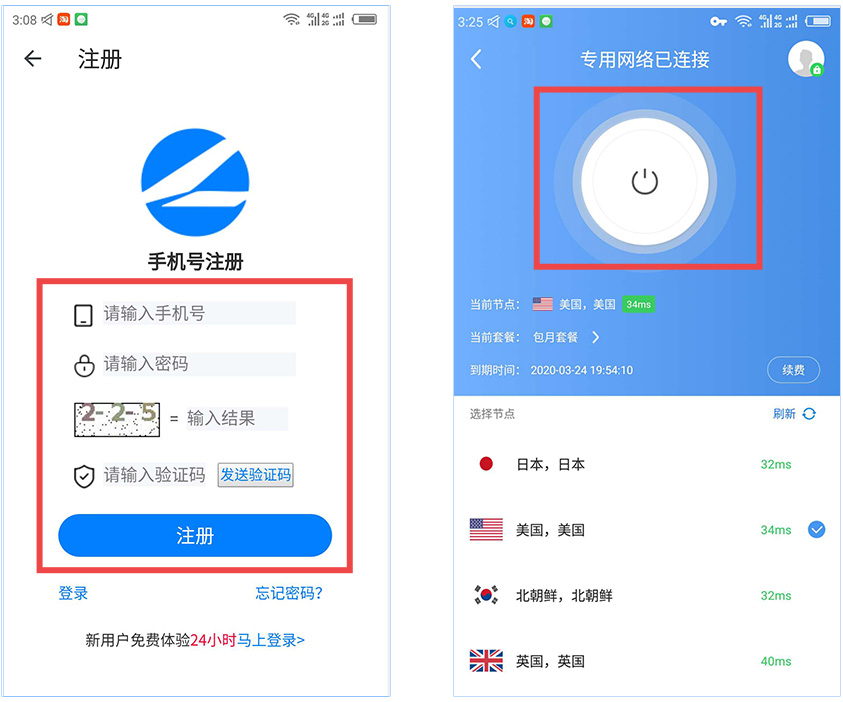 3:08
4G 4G 2G
注册
手机号注册
请输入手机号
请输入密码
2-2-5 = 输入结果
请输入验证码 发送验证码
注册
登录 忘记密码?
新用户免费体验24小时马上登录>
3:25
4G 4G 2G
专用网络已连接
当前节点: 美国，美国 34ms
当前套餐: 包月套餐
到期时间: 2020-03-24 19:54:10 续费
选择节点 刷新
日本，日本 32ms
美国，美国 34ms
北朝鲜，北朝鲜 32ms
英国，英国 40ms